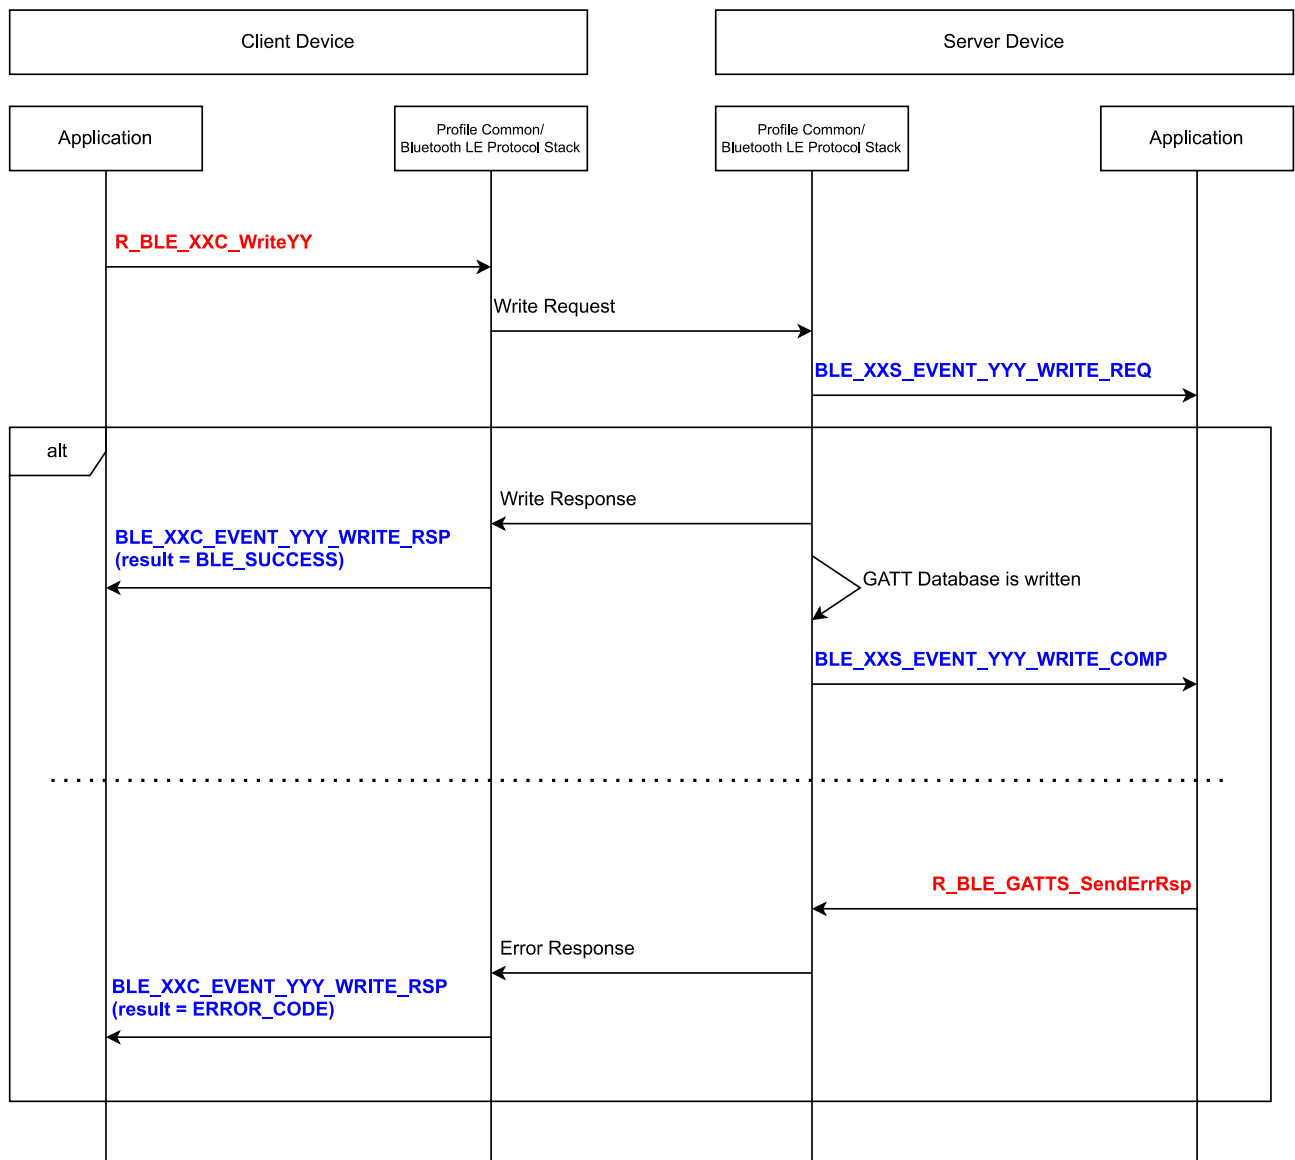 Client Device
Server Device
Application
Profile Common/
Bluetooth LE Protocol Stack
Profile Common/
Bluetooth LE Protocol Stack
Application
R_BLE_XXC_WriteYY
Write Request
BLE_XXS_EVENT_YYY_WRITE_REQ
alt
Write Response
BLE_XXC_EVENT_YYY_WRITE_RSP
(result = BLE_SUCCESS)
GATT Database is written
BLE_XXS_EVENT_YYY_WRITE_COMP
R_BLE_GATTS_SendErrRsp
Error Response
BLE_XXC_EVENT_YYY_WRITE_RSP
(result = ERROR_CODE)